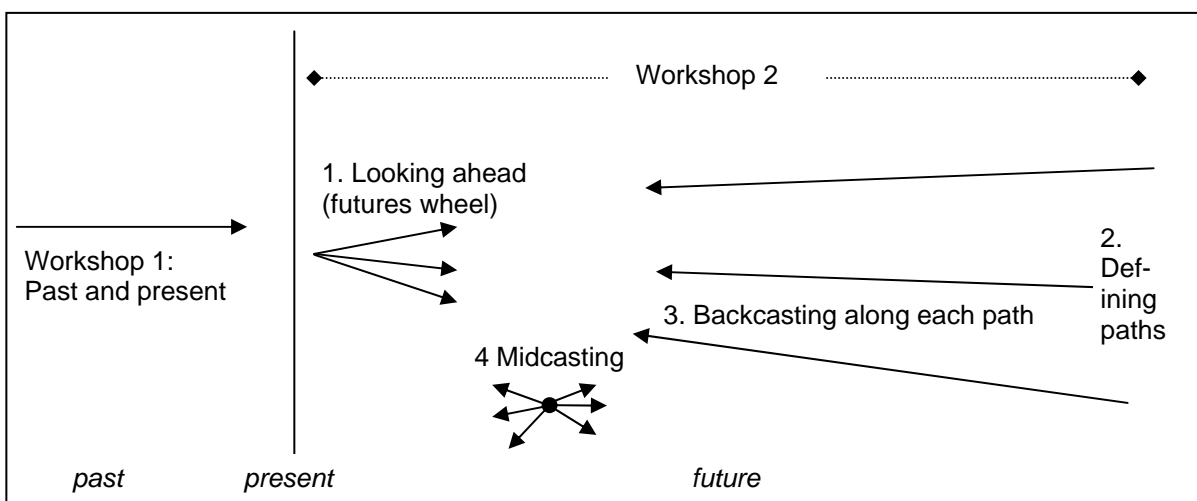 Workshop 2
1. Looking ahead
(futures wheel)
Workshop 1:
Past and present
2.
Def-
ining
paths
3. Backcasting along each path
4 Midcasting
past
present
future